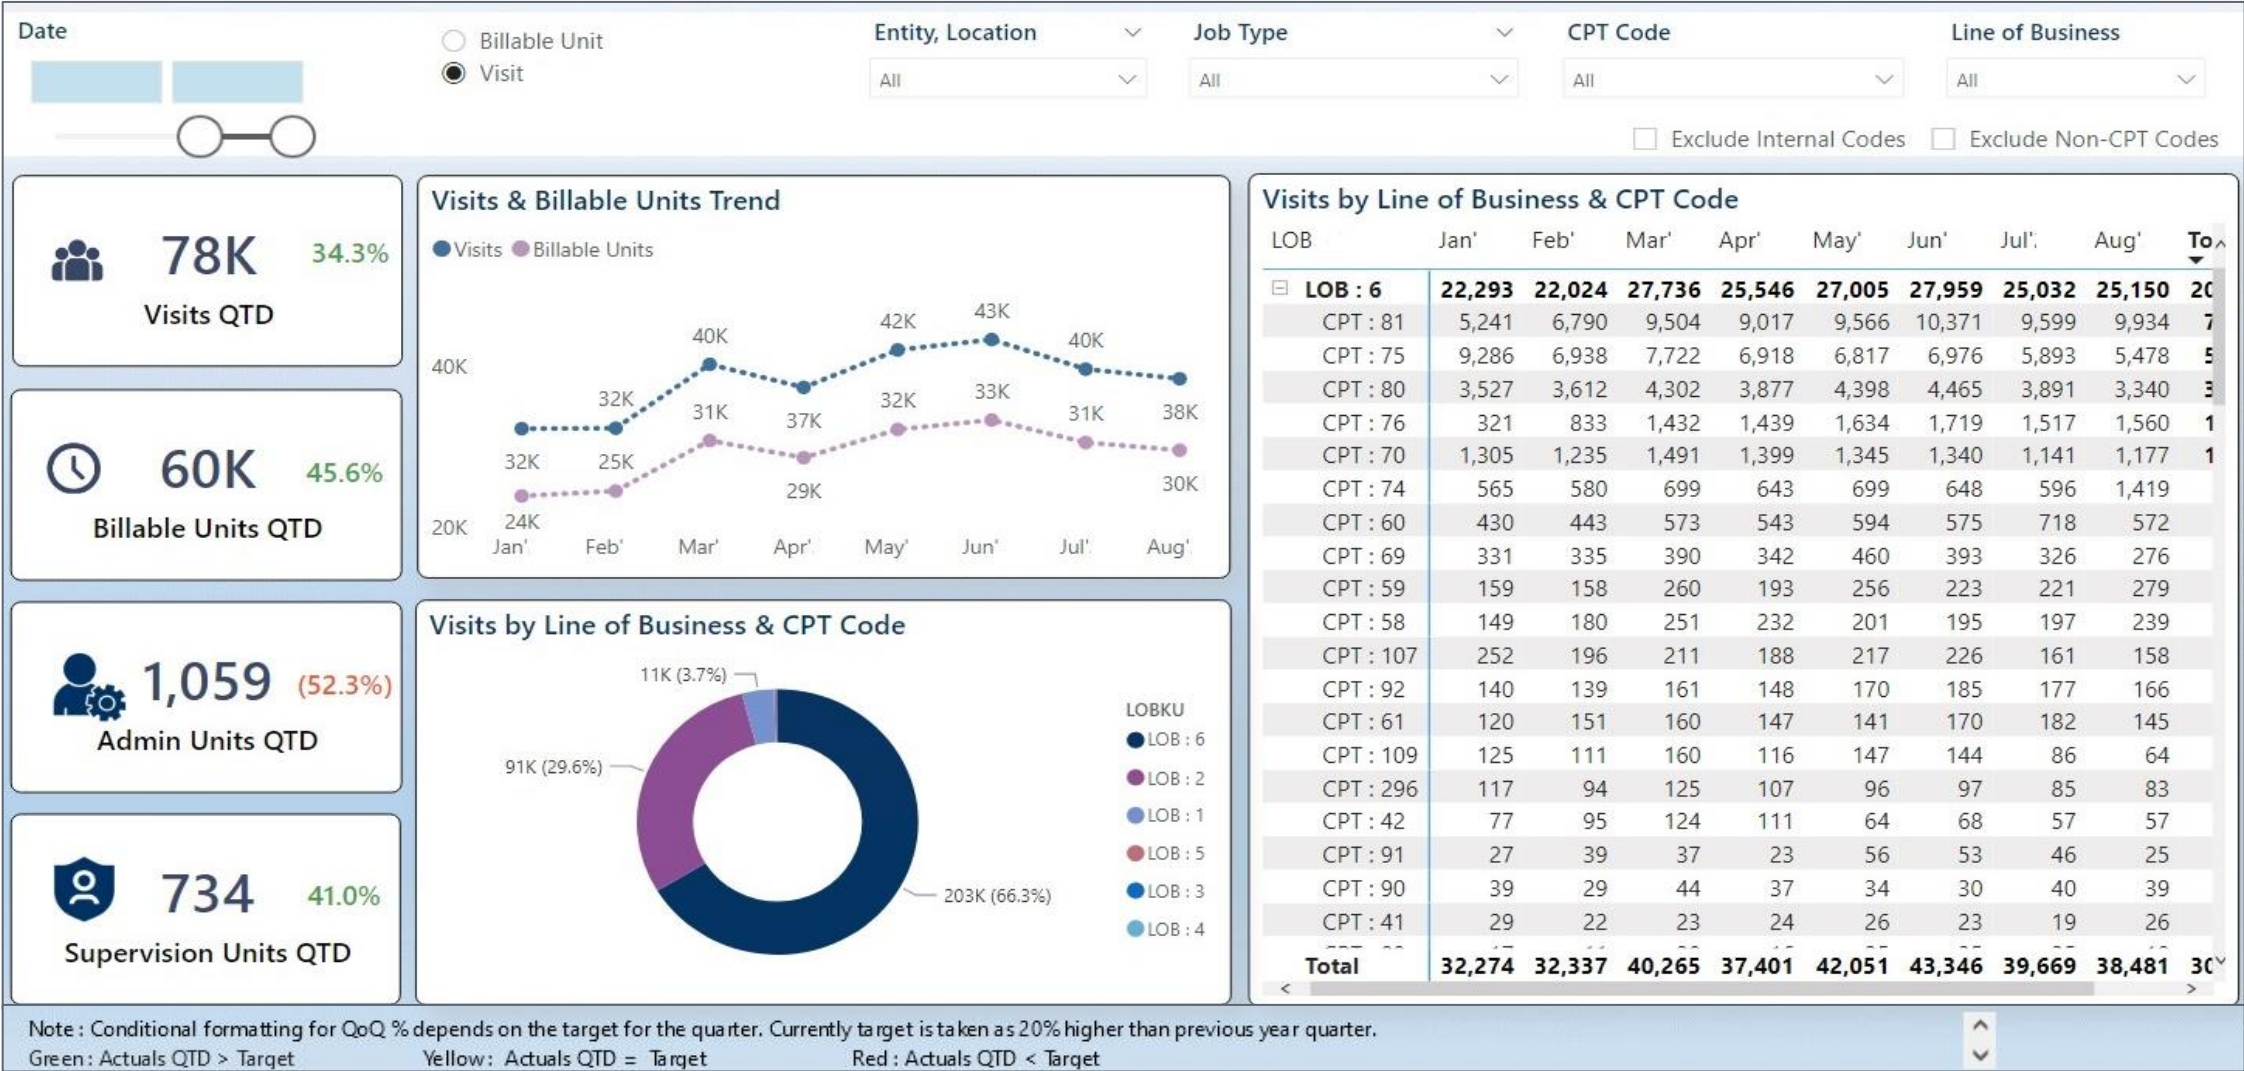 Date
Billable Unit
Visit
Entity, Location
All
Job Type
All
CPT Code
All
Line of Business
All
Exclude Internal Codes
Exclude Non-CPT Codes
78K 34.3%
Visits QTD
60K 45.6%
Billable Units QTD
1,059 (52.3%)
Admin Units QTD
734 41.0%
Supervision Units QTD
Visits & Billable Units Trend
Visits Billable Units
43K
42K
40K
40K
40K
33K
32K
32K
31K
31K
38K
37K
32K
25K
29K
30K
20K
24K
Jan' Feb' Mar' Apr' May' Jun' Jul' Aug'
Visits by Line of Business & CPT Code
11K (3.7%)
91K (29.6%)
203K (66.3%)
LOBKU
LOB : 6
LOB : 2
LOB : 1
LOB : 5
LOB : 3
LOB : 4
Visits by Line of Business & CPT Code
LOB Jan' Feb' Mar' Apr' May' Jun' Jul' Aug' To
LOB : 6 22,293 22,024 27,736 25,546 27,005 27,959 25,032 25,150 20
CPT : 81 5,241 6,790 9,504 9,017 9,566 10,371 9,599 9,934 7
CPT : 75 9,286 6,938 7,722 6,918 6,817 6,976 5,893 5,478 5
CPT : 80 3,527 3,612 4,302 3,877 4,398 4,465 3,891 3,340 3
CPT : 76 321 833 1,432 1,439 1,634 1,719 1,517 1,560 1
CPT : 70 1,305 1,235 1,491 1,399 1,345 1,340 1,141 1,177 1
CPT : 74 565 580 699 643 699 648 596 1,419
CPT : 60 430 443 573 543 594 575 718 572
CPT : 69 331 335 390 342 460 393 326 276
CPT : 59 159 158 260 193 256 223 221 279
CPT : 58 149 180 251 232 201 195 197 239
CPT : 107 252 196 211 188 217 226 161 158
CPT : 92 140 139 161 148 170 185 177 166
CPT : 61 120 151 160 147 141 170 182 145
CPT : 109 125 111 160 116 147 144 86 64
CPT : 296 117 94 125 107 96 97 85 83
CPT : 42 77 95 124 111 64 68 57 57
CPT : 91 27 39 37 23 56 53 46 25
CPT : 90 39 29 44 37 34 30 40 39
CPT : 41 29 22 23 24 26 23 19 26
Total 32,274 32,337 40,265 37,401 42,051 43,346 39,669 38,481 30
Note : Conditional formatting for QoQ % depends on the target for the quarter. Currently target is taken as 20% higher than previous year quarter.
Green : Actuals QTD > Target Yellow : Actuals QTD = Target Red : Actuals QTD < Target